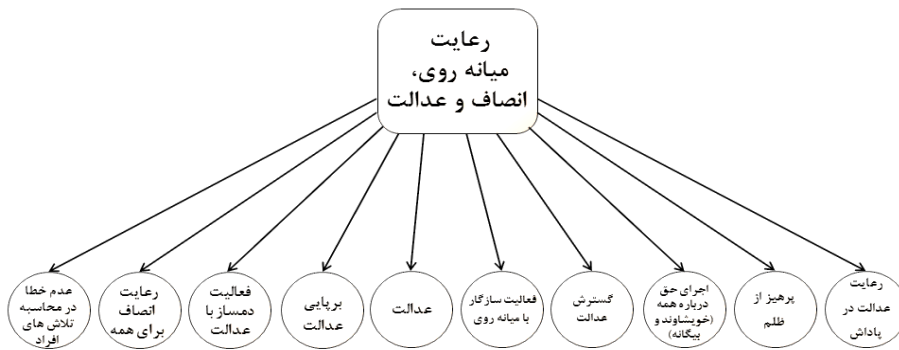 رعایت
میانه روی،
انصاف و عدالت
رعایت
عدالت در
پاداش
پرهیز از
ظلم
اجرای حق
درباره همه
(خویشاوند و
بیگانه)
گسترش
عدالت
فعالیت سازگار
با میانه روی
عدالت
برپایی
عدالت
فعالیت
دمساز با
عدالت
رعایت
انصاف
برای همه
عدم خطا
در محاسبه
تلاش های
افراد